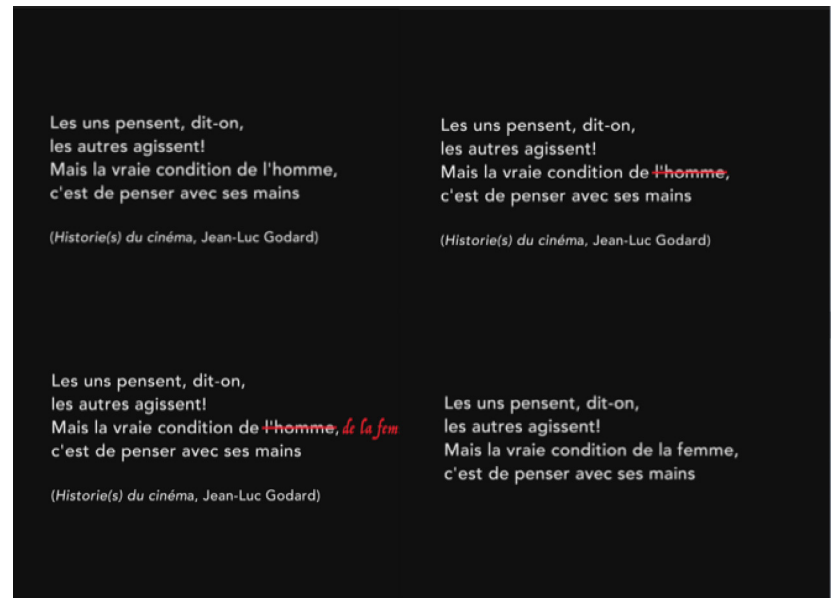 Les uns pensent, dit-on,
les autres agissent!
Mais la vraie condition de l'homme,
c'est de penser avec ses mains
(Historie(s) du cinéma, Jean-Luc Godard)
Les uns pensent, dit-on,
les autres agissent!
Mais la vraie condition de l'homme,
c'est de penser avec ses mains
(Historie(s) du cinéma, Jean-Luc Godard)
Les uns pensent, dit-on,
les autres agissent!
Mais la vraie condition de l'homme, de la fem
c'est de penser avec ses mains
(Historie(s) du cinéma, Jean-Luc Godard)
Les uns pensent, dit-on,
les autres agissent!
Mais la vraie condition de la femme,
c'est de penser avec ses mains